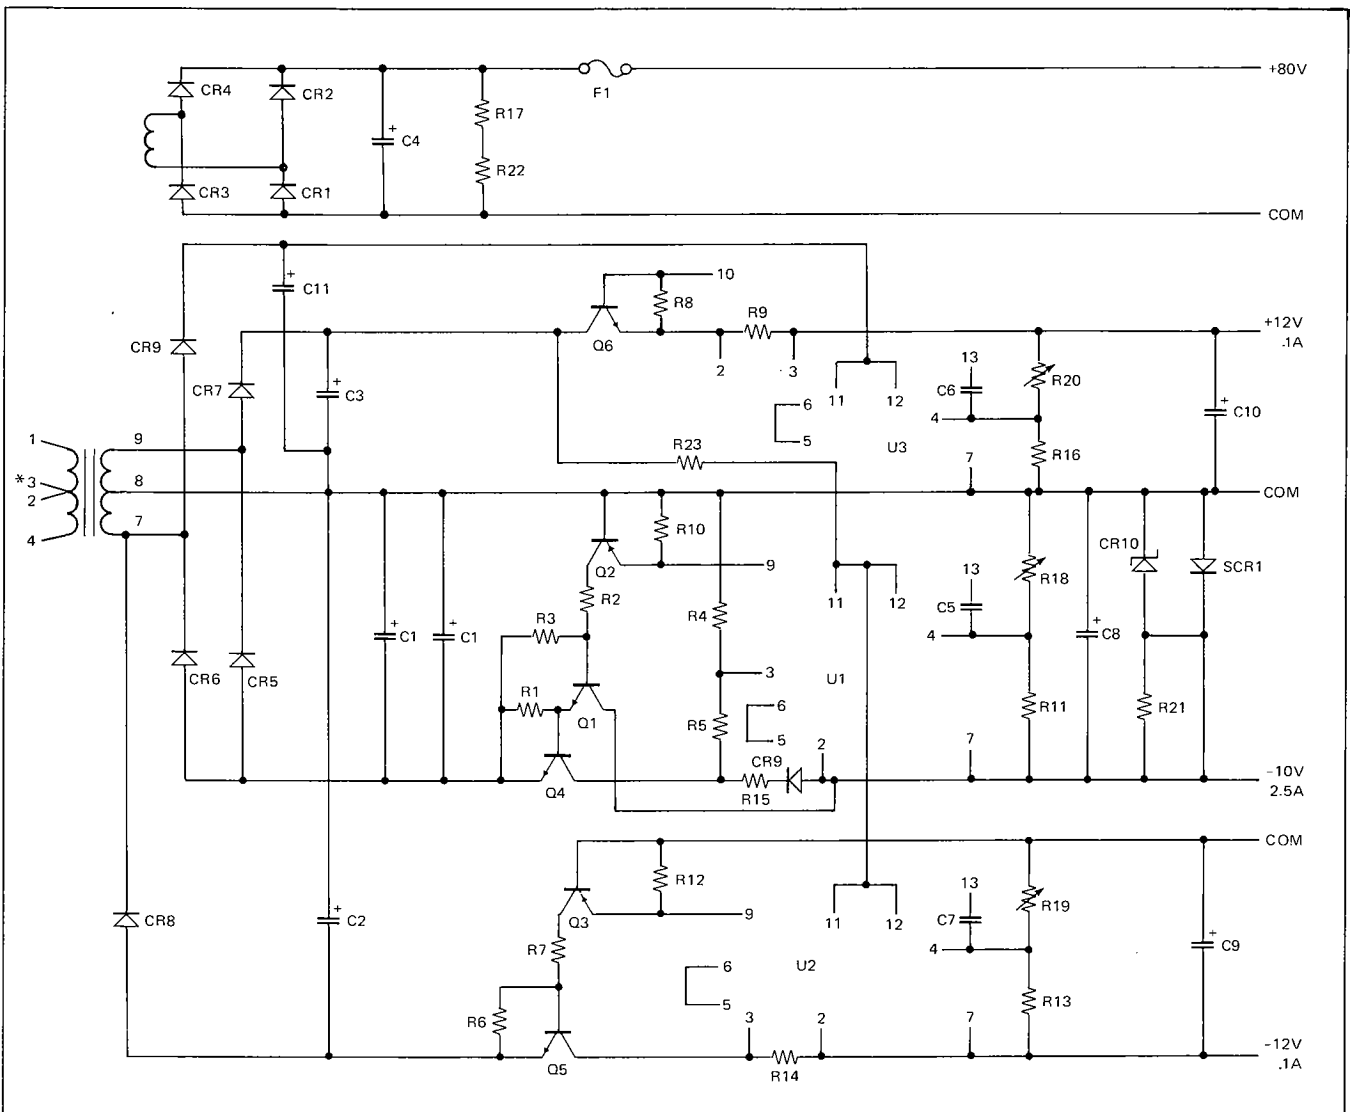 CR4
CR2
F1
+80V
R17
C4
R22
CR3
CR1
COM
C11
10
R8
Q6
R9
+12V
.1A
2
3
CR9
CR7
C3
13
C6
R20
11
12
6
5
4
C10
U3
R16
R23
7
1
*3
2
4
9
8
7
COM
R10
Q2
9
R2
R3
R4
11
12
13
C5
R18
4
CR10
SCR1
C1
C1
C8
CR6
CR5
3
U1
R1
Q1
R5
6
5
R11
R21
2
7
CR9
R15
Q4
-10V
2.5A
COM
R12
Q3
9
11
12
13
C7
R19
4
CR8
C2
R7
C9
6
5
U2
R6
R13
3
2
7
Q5
R14
-12V
.1A